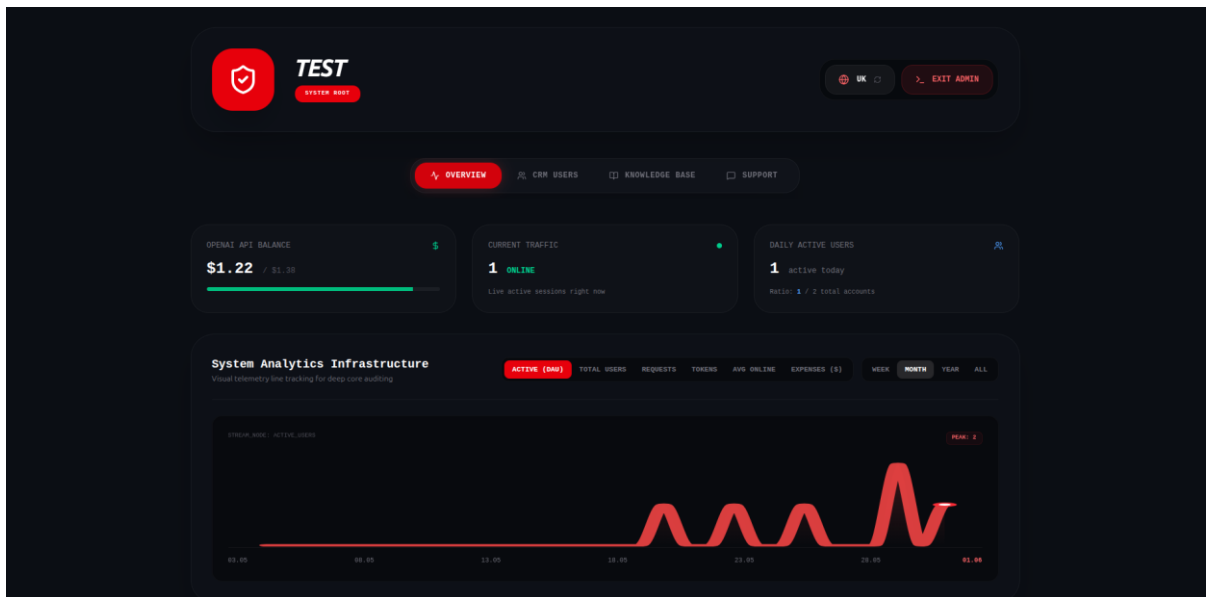 TEST
SYSTEM ROOT
UK
>_ EXIT ADMIN
OVERVIEW
CRM USERS
KNOWLEDGE BASE
SUPPORT
OPENAI API BALANCE
$
$1.22 / $1.38
CURRENT TRAFFIC
1 ONLINE
Live active sessions right now
DAILY ACTIVE USERS
1 active today
Ratio: 1 / 2 total accounts
System Analytics Infrastructure
Visual telemetry line tracking for deep core auditing
ACTIVE (DAU) TOTAL USERS REQUESTS TOKENS AVG ONLINE EXPENSES ($)
WEEK MONTH YEAR ALL
STREAM_NODE: ACTIVE_USERS
PEAK: 2
03.05 08.05 13.05 18.05 23.05 28.05 01.06